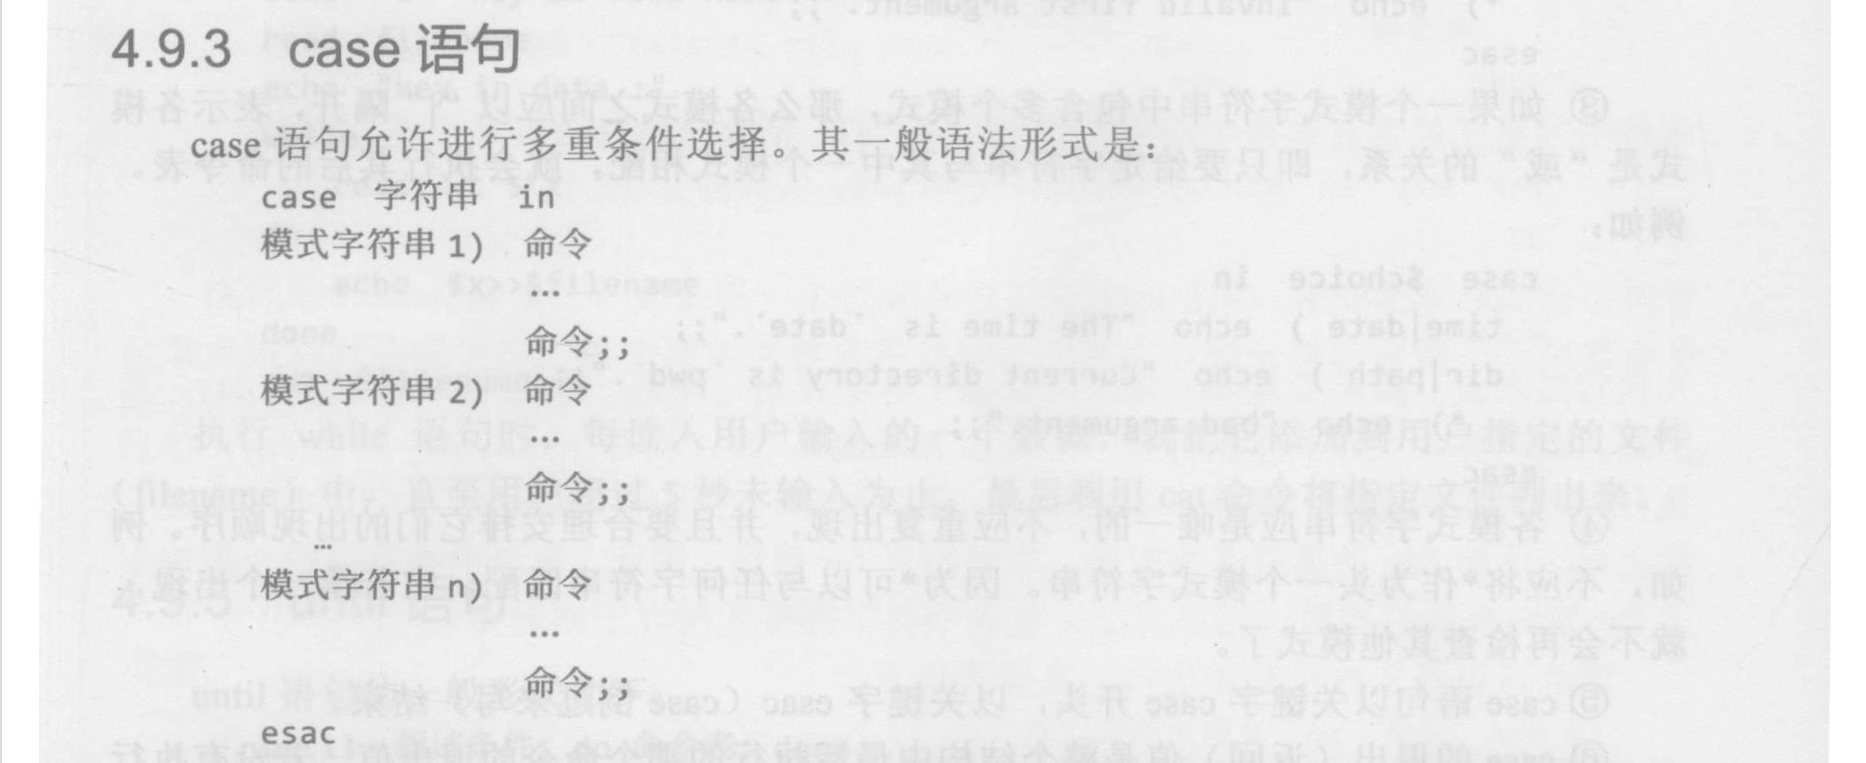 4.9.3 case 语句
case 语句允许进行多重条件选择。其一般语法形式是：
case 字符串 in
模式字符串 1) 命令
…
命令;;
模式字符串 2) 命令
…
命令;;
…
模式字符串 n) 命令
…
命令;;
esac